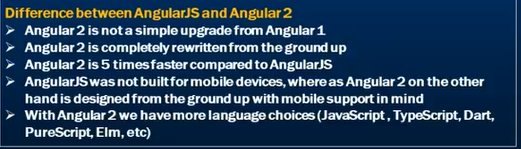 Difference between AngularJS and Angular 2
➤ Angular 2 is not a simple upgrade from Angular 1
➤ Angular 2 is completely rewritten from the ground up
➤ Angular 2 is 5 times faster compared to AngularJS
➤ AngularJS was not built for mobile devices, where as Angular 2 on the other
hand is designed from the ground up with mobile support in mind
➤ With Angular 2 we have more language choices (JavaScript , TypeScript, Dart,
PureScript, Elm, etc)